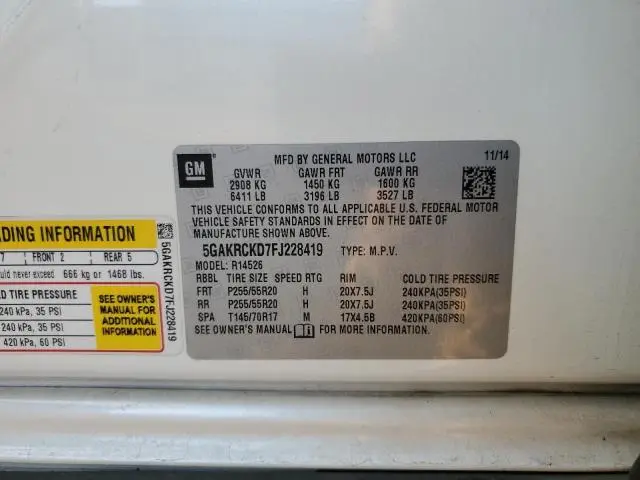 GM
MFD BY GENERAL MOTORS LLC 11/14
GVWR GAWR FRT GAWR RR
2908 KG 1450 KG 1600 KG
6411 LB 3196 LB 3527 LB
THIS VEHICLE CONFORMS TO ALL APPLICABLE U.S. FEDERAL MOTOR
VEHICLE SAFETY STANDARDS IN EFFECT ON THE DATE OF
MANUFACTURE SHOWN ABOVE.
5GAKRCKD7FJ228419 TYPE: M.P.V.
MODEL: R14526
RBBL TIRE SIZE SPEED RTG RIM COLD TIRE PRESSURE
FRT P255/55R20 H 20X7.5J 240KPA(35PSI)
RR P255/55R20 H 20X7.5J 240KPA(35PSI)
SPA T145/70R17 M 17X4.5B 420KPA(60PSI)
SEE OWNER'S MANUAL FOR MORE INFORMATION.
ADING INFORMATION
7 FRONT 2 REAR 5
ould never exceed 666 kg or 1468 lbs.
LD TIRE PRESSURE
240 kPa, 35 PSI
240 kPa, 35 PSI
420 kPa, 60 PSI
SEE OWNER'S
MANUAL FOR
ADDITIONAL
INFORMATION
5GAKRCKD7FJ228419